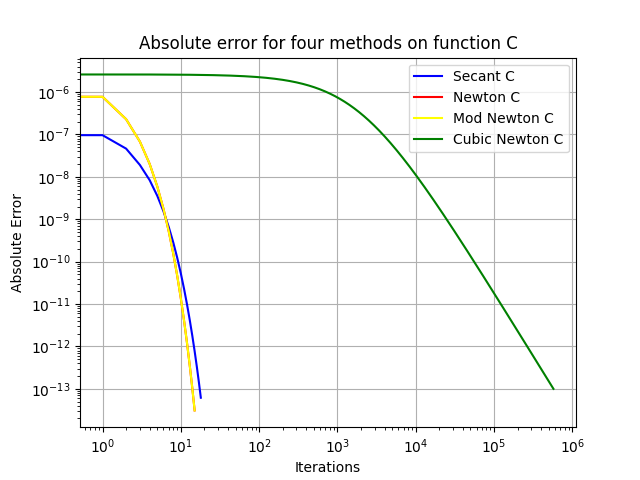 Absolute error for four methods on function C
Absolute Error
10⁻⁶
10⁻⁷
10⁻⁸
10⁻⁹
10⁻¹⁰
10⁻¹¹
10⁻¹²
10⁻¹³
Secant C
Newton C
Mod Newton C
Cubic Newton C
10⁰ 10¹ 10² 10³ 10⁴ 10⁵ 10⁶
Iterations